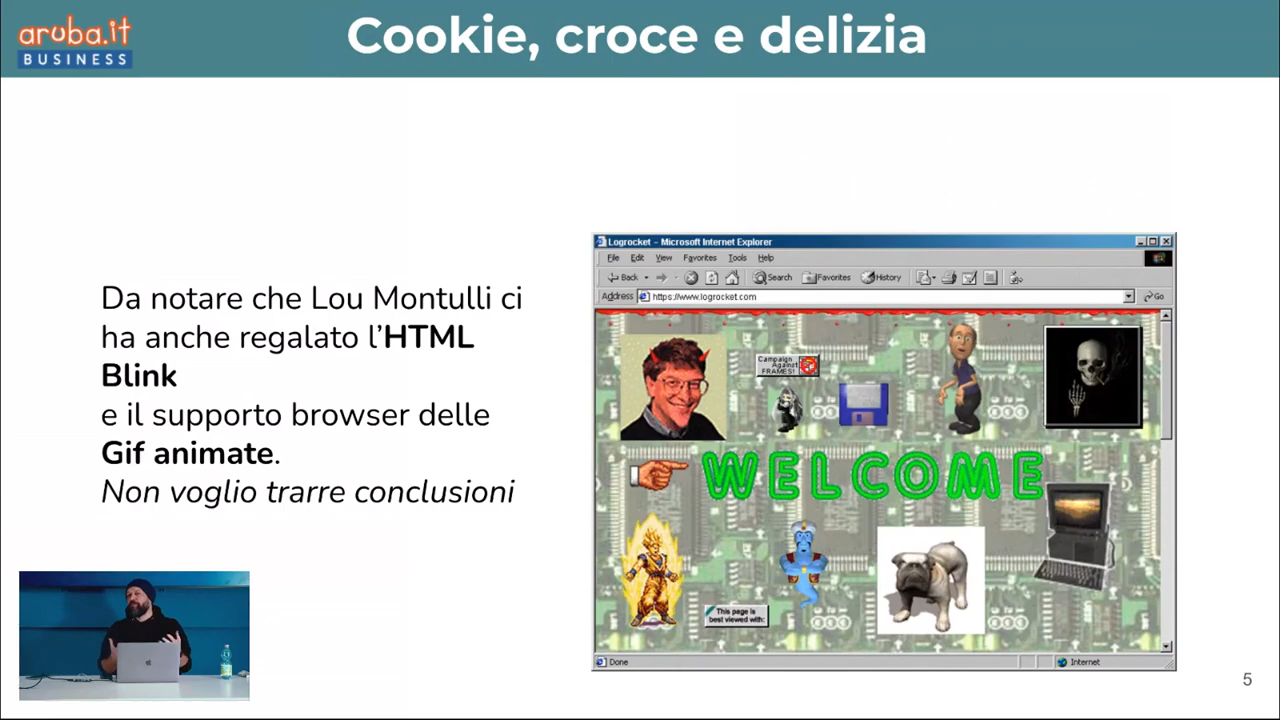 aruba.it
BUSINESS
Cookie, croce e delizia
Da notare che Lou Montulli ci
ha anche regalato l’HTML
Blink
e il supporto browser delle
Gif animate.
Non voglio trarre conclusioni
Logrocket – Microsoft Internet Explorer
File Edit View Favorites Tools Help
Back Search Favorites History
Address https://www.logrocket.com Go
Campaign
Against
FRAMES!
WELCOME
This page is
best viewed with:
Done Internet
5